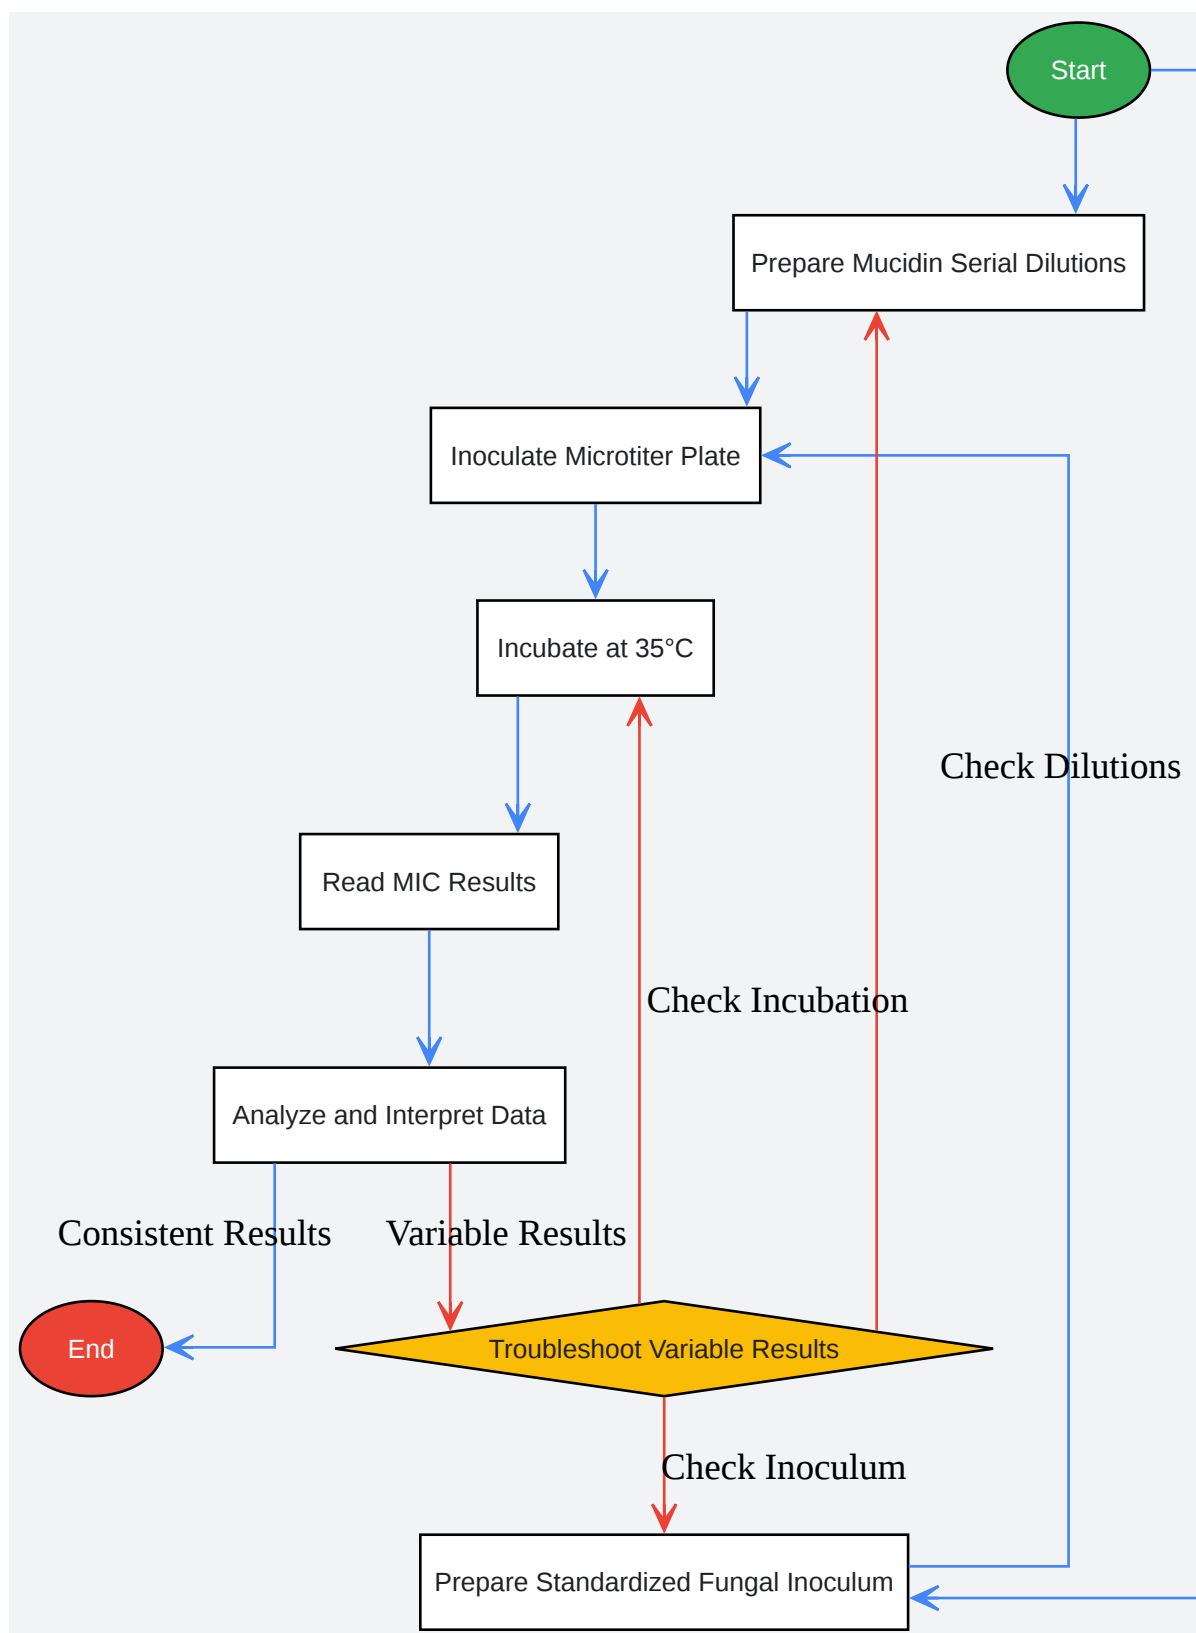 Start
Prepare Mucidin Serial Dilutions
Inoculate Microtiter Plate
Incubate at 35°C
Check Dilutions
Read MIC Results
Check Incubation
Analyze and Interpret Data
Consistent Results
Variable Results
End
Troubleshoot Variable Results
Check Inoculum
Prepare Standardized Fungal Inoculum